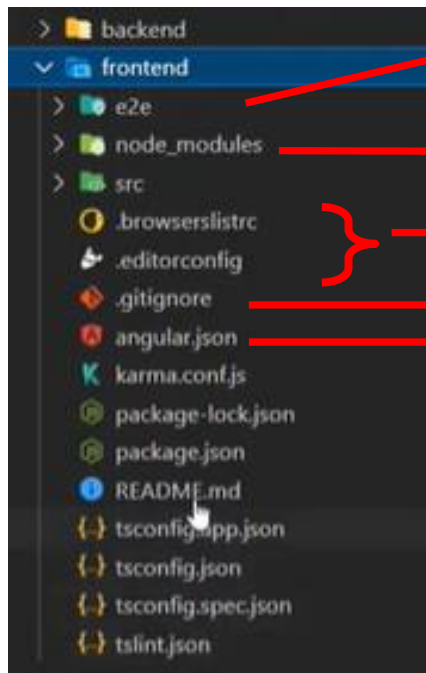 backend
frontend
e2e
node_modules
src
.browserslistrc
.editorconfig
.gitignore
angular.json
karma.conf.js
package-lock.json
package.json
README.md
tsconfig.app.json
tsconfig.json
tsconfig.spec.json
tslint.json